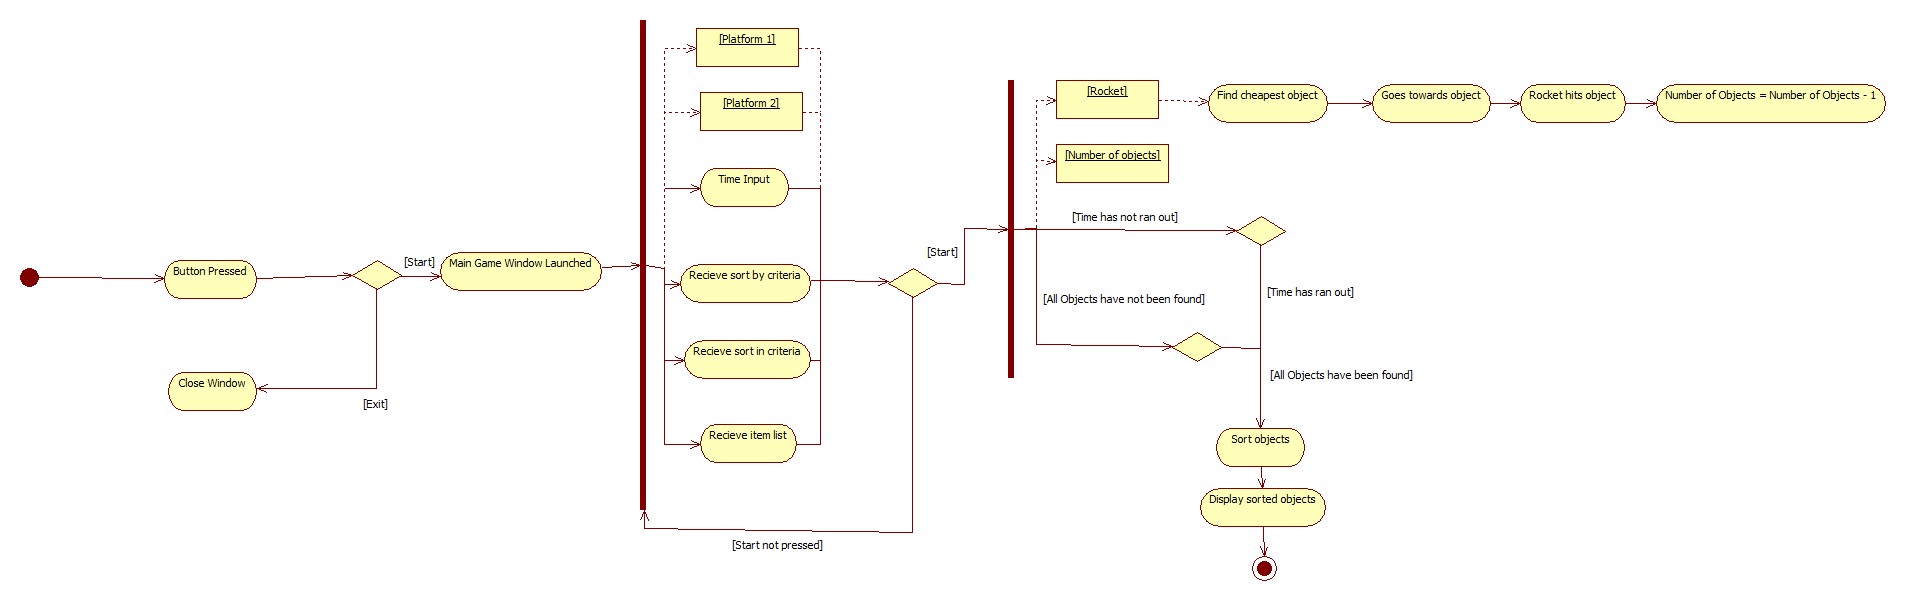 [Platform 1]
[Platform 2]
Time Input
Button Pressed
[Start]
Main Game Window Launched
Recieve sort by criteria
Recieve sort in criteria
Recieve item list
Close Window
[Exit]
[Start not pressed]
[Start]
[Rocket]
Find cheapest object
Goes towards object
Rocket hits object
Number of Objects = Number of Objects - 1
[Number of objects]
[Time has not ran out]
[All Objects have not been found]
[Time has ran out]
[All Objects have been found]
Sort objects
Display sorted objects